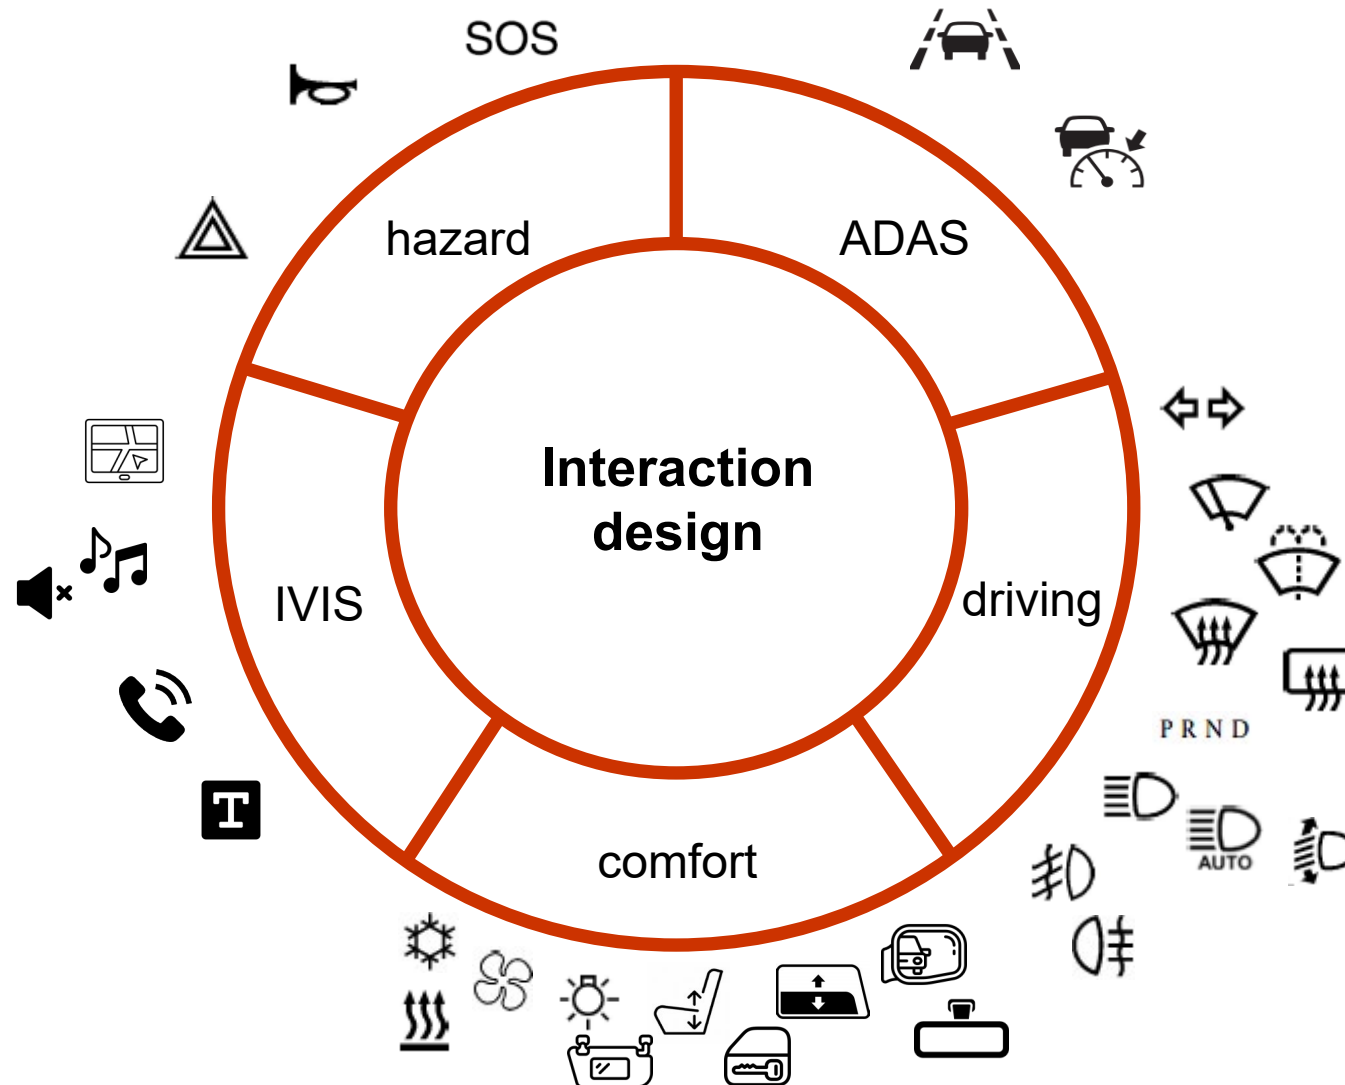 SOS
hazard
ADAS
Interaction
design
IVIS
driving
P R N D
T
AUTO
comfort